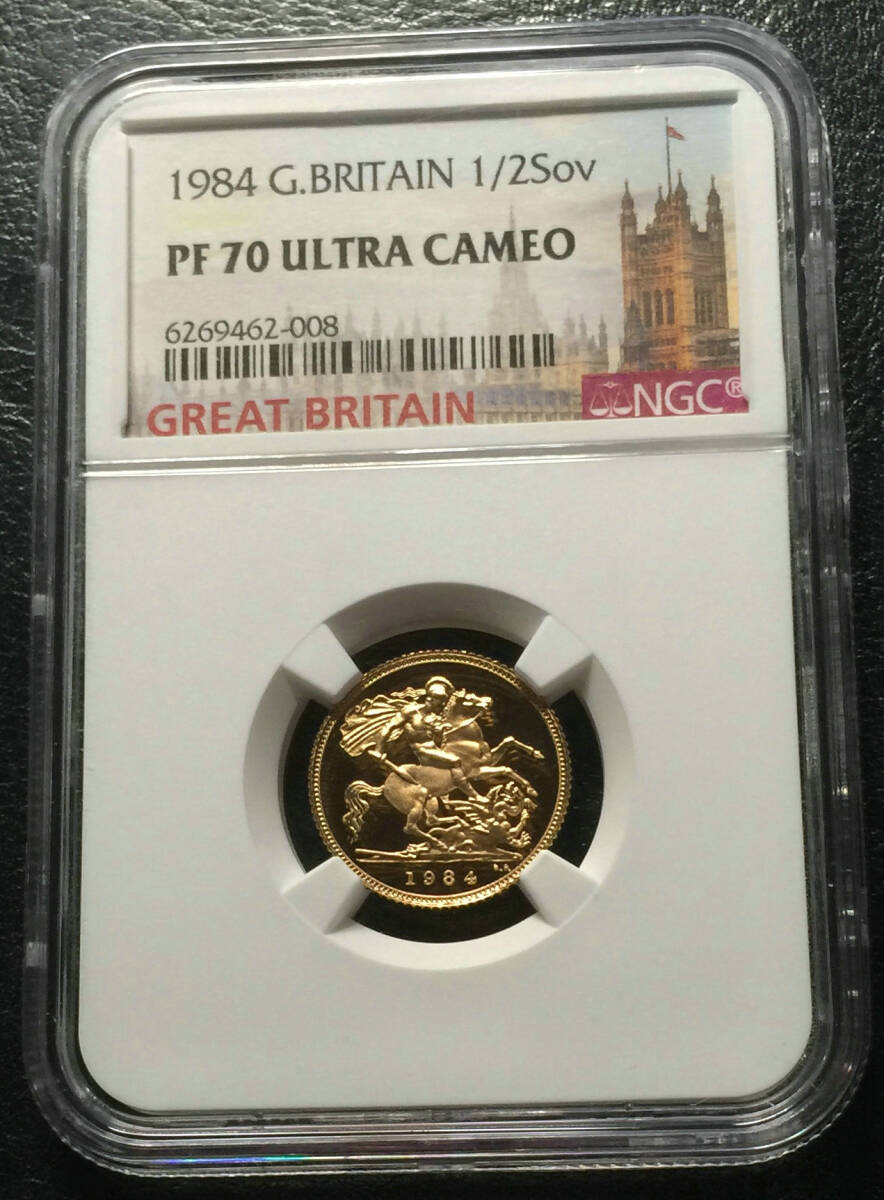 1984 G.BRITAIN 1/2Sov
PF 70 ULTRA CAMEO
6269462-008
GREAT BRITAIN
NGC®
1984